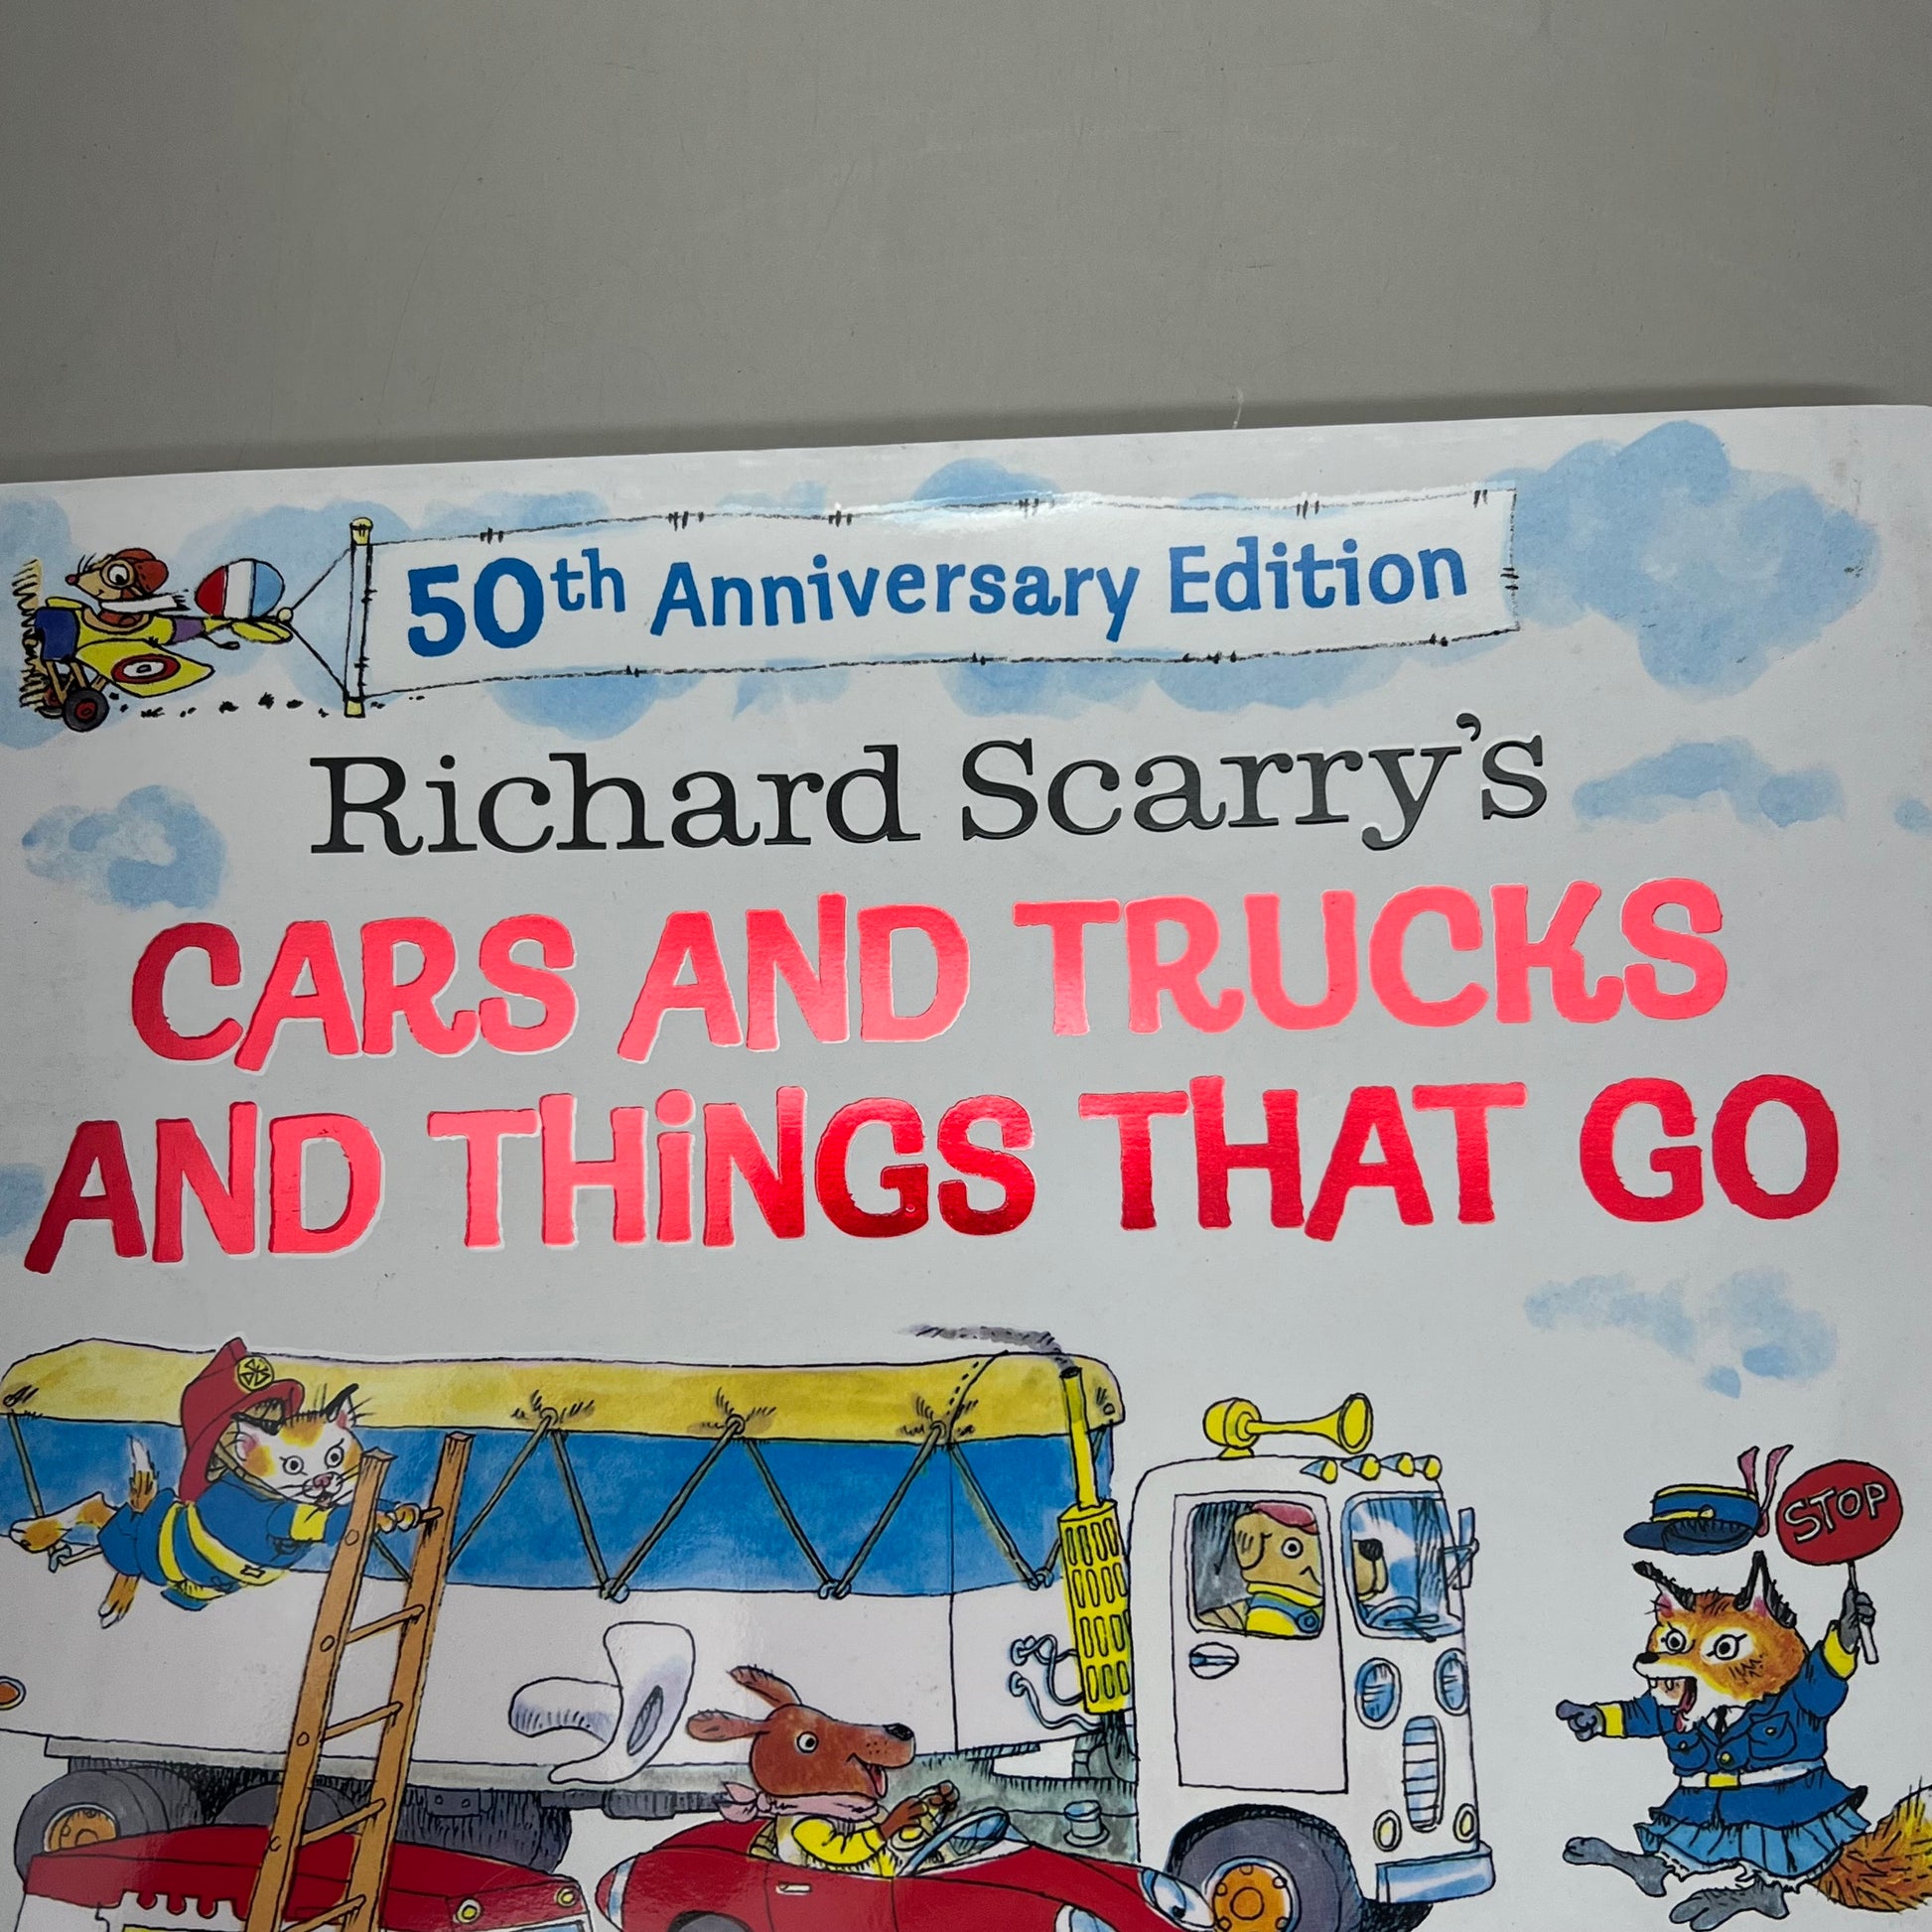 50th Anniversary Edition
Richard Scarry's
CARS AND TRUCKS
AND THiNGS THAT GO
STOP